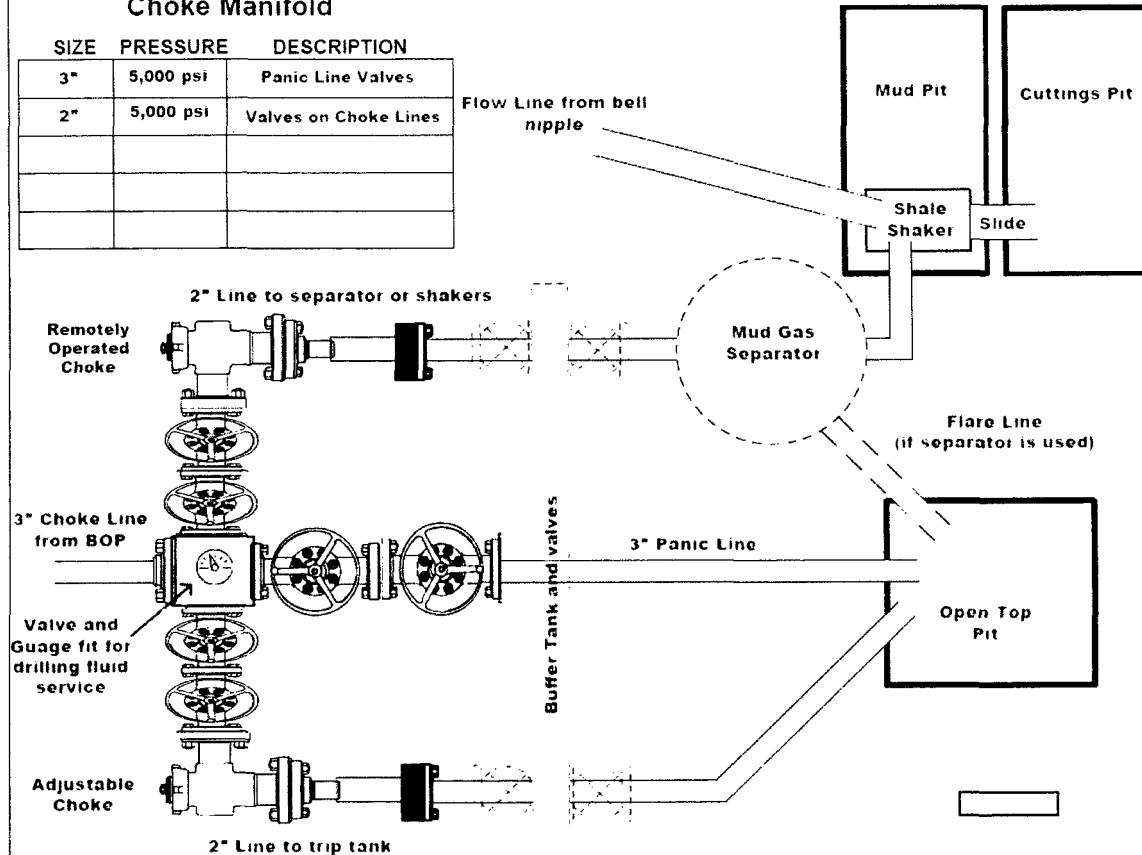 Choke Manifold
SIZE PRESSURE DESCRIPTION
3" 5,000 psi Panic Line Valves
2" 5,000 psi Valves on Choke Lines
Flow Line from bell
nipple
Mud Pit
Cuttings Pit
Shale
Shaker
Slide
2" Line to separator or shakers
Remotely
Operated
Choke
Mud Gas
Separator
Flare Line
(if separator is used)
3" Choke Line
from BOP
3" Panic Line
Buffer Tank and valves
Open Top
Pit
Valve and
Guage fit for
drilling fluid
service
Adjustable
Choke
2" Line to trip tank